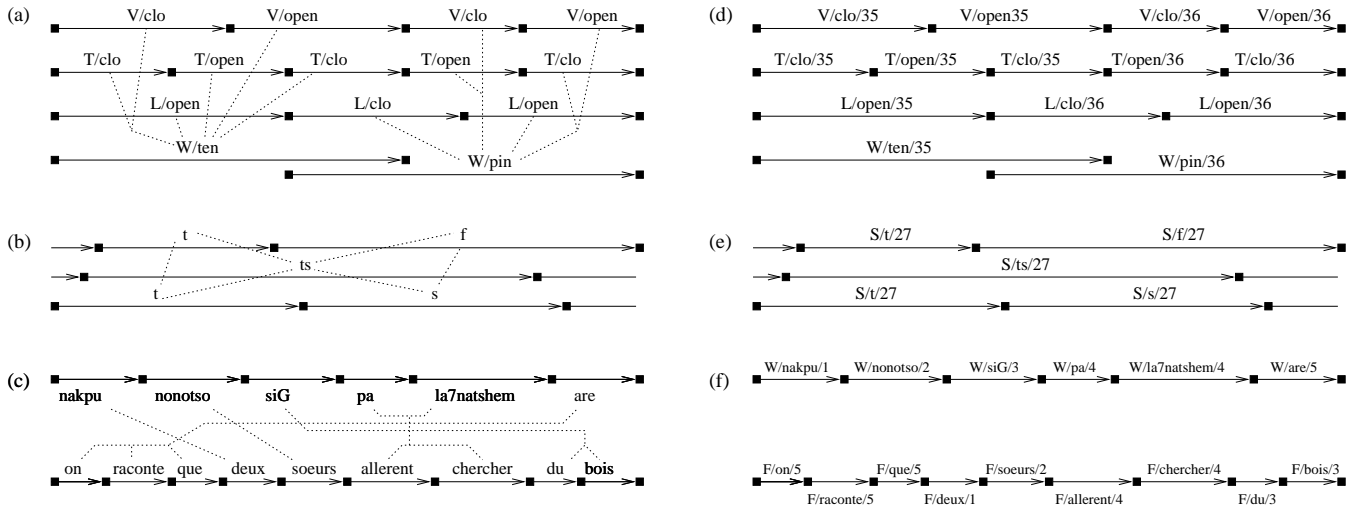 (a)
V/clo V/open V/clo V/open
T/clo T/open T/clo T/open T/clo
L/open L/clo L/open
W/ten
W/pin
(b)
t f
ts
t s
(c)
nakpu nonotso siG pa la7natshem are
on raconte que deux soeurs allerent chercher du bois
(d)
V/clo/35 V/open35 V/clo/36 V/open/36
T/clo/35 T/open/35 T/clo/35 T/open/36 T/clo/36
L/open/35 L/clo/36 L/open/36
W/ten/35
W/pin/36
(e)
S/t/27 S/f/27
S/ts/27
S/t/27 S/s/27
(f)
W/nakpu/1 W/nonotso/2 W/siG/3 W/pa/4 W/la7natshem/4 W/are/5
F/on/5 F/que/5 F/soeurs/2 F/chercher/4 F/bois/3
F/raconte/5 F/deux/1 F/allerent/4 F/du/3